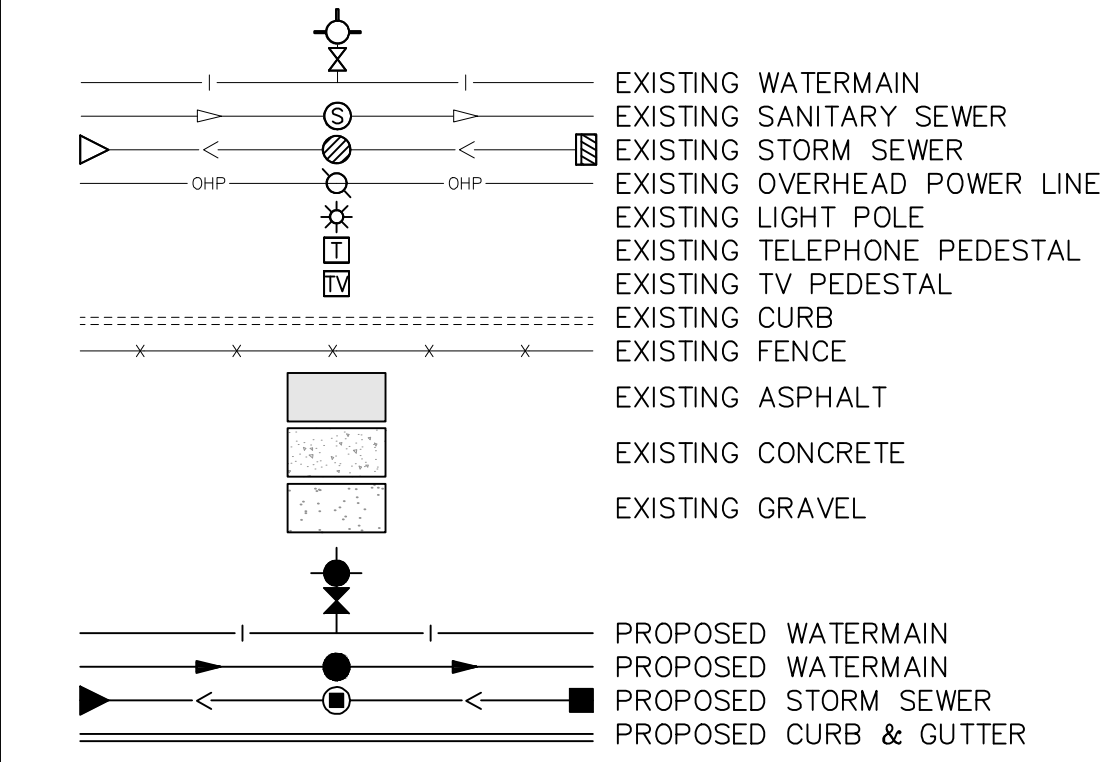 EXISTING WATERMAIN
S EXISTING SANITARY SEWER
EXISTING STORM SEWER
OHP OHP EXISTING OVERHEAD POWER LINE
EXISTING LIGHT POLE
T EXISTING TELEPHONE PEDESTAL
TV EXISTING TV PEDESTAL
EXISTING CURB
X X X X X EXISTING FENCE
EXISTING ASPHALT
EXISTING CONCRETE
EXISTING GRAVEL
PROPOSED WATERMAIN
PROPOSED WATERMAIN
PROPOSED STORM SEWER
PROPOSED CURB & GUTTER